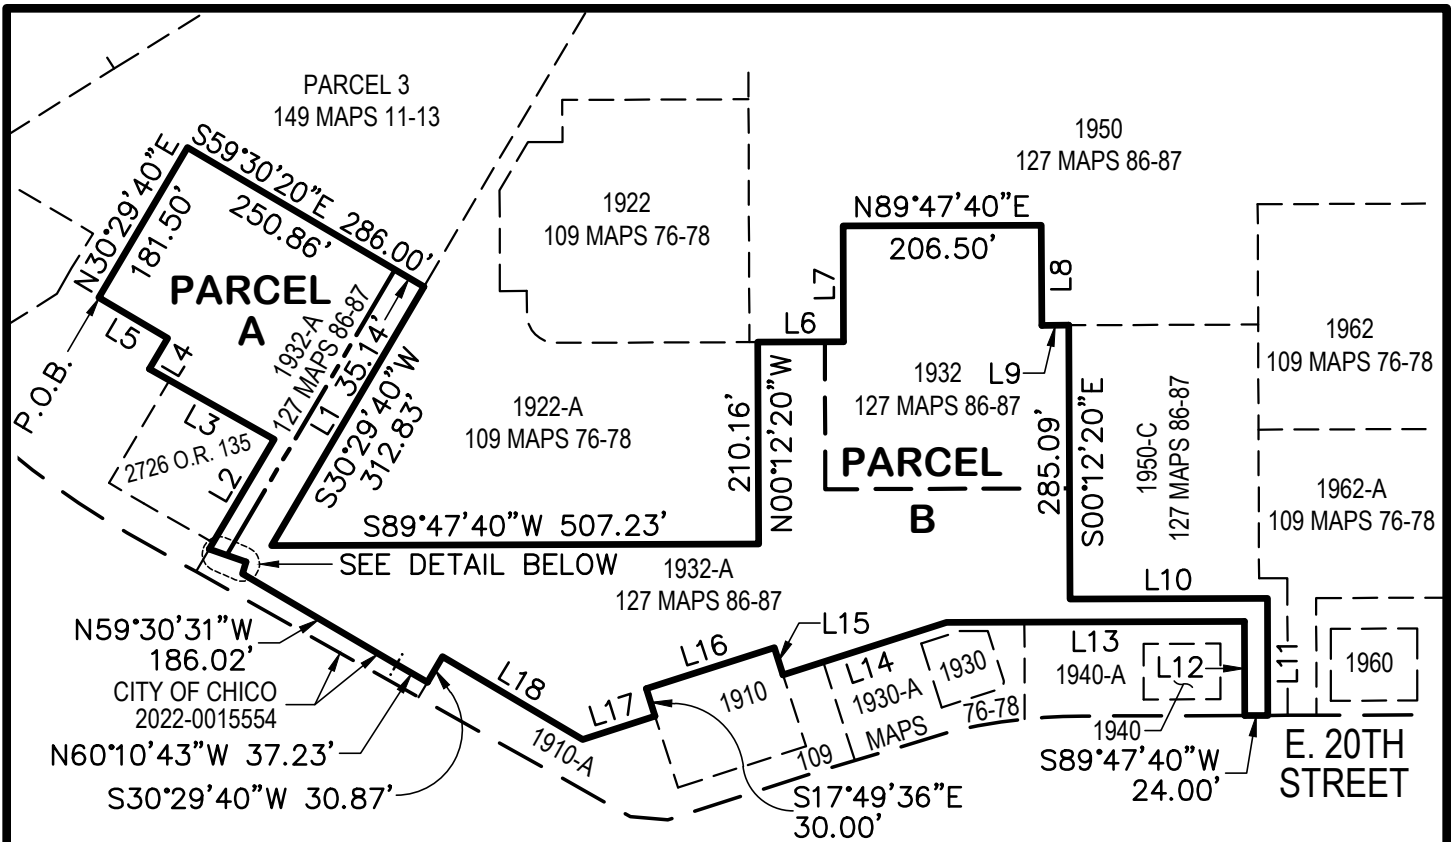 PARCEL 3
149 MAPS 11-13
1950
127 MAPS 86-87
S59°30'20"E 286.00'
250.86'
N30°29'40"E
181.50'
1922
109 MAPS 76-78
N89°47'40"E
206.50'
PARCEL
A
L7
L8
L6
L5
L4
L3
L2
L1 35.14'
1932-A
127 MAPS 86-87
P.O.B.
2726 O.R. 135
S30°29'40"W
312.83'
1922-A
109 MAPS 76-78
210.16'
N00°12'20"W
1932
127 MAPS 86-87
L9
PARCEL
B
285.09'
S00°12'20"E
1950-C
127 MAPS 86-87
1962
109 MAPS 76-78
1962-A
109 MAPS 76-78
S89°47'40"W 507.23'
SEE DETAIL BELOW
1932-A
127 MAPS 86-87
L10
L11
N59°30'31"W
186.02'
CITY OF CHICO
2022-0015554
N60°10'43"W 37.23'
S30°29'40"W 30.87'
L18
L17
L16
L15
L14
L13
L12
1910
1910-A
1930-A
1930
1940-A
1940
1960
109 MAPS 76-78
S17°49'36"E
30.00'
S89°47'40"W
24.00'
E. 20TH
STREET